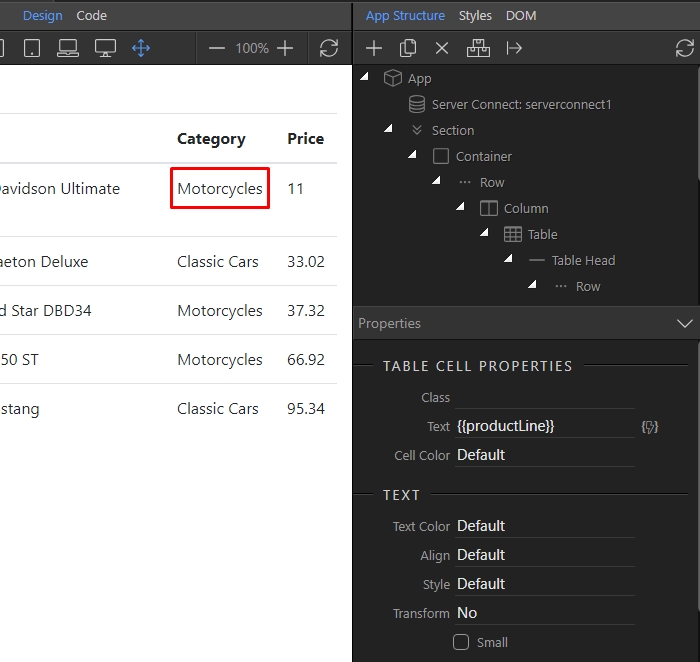 Design Code
100%
Category Price
avidson Ultimate Motorcycles 11
aeton Deluxe Classic Cars 33.02
d Star DBD34 Motorcycles 37.32
50 ST Motorcycles 66.92
stang Classic Cars 95.34
App Structure Styles DOM
App
Server Connect: serverconnect1
Section
Container
Row
Column
Table
Table Head
Row
Properties
TABLE CELL PROPERTIES
Class
Text {{productLine}}
Cell Color Default
TEXT
Text Color Default
Align Default
Style Default
Transform No
Small